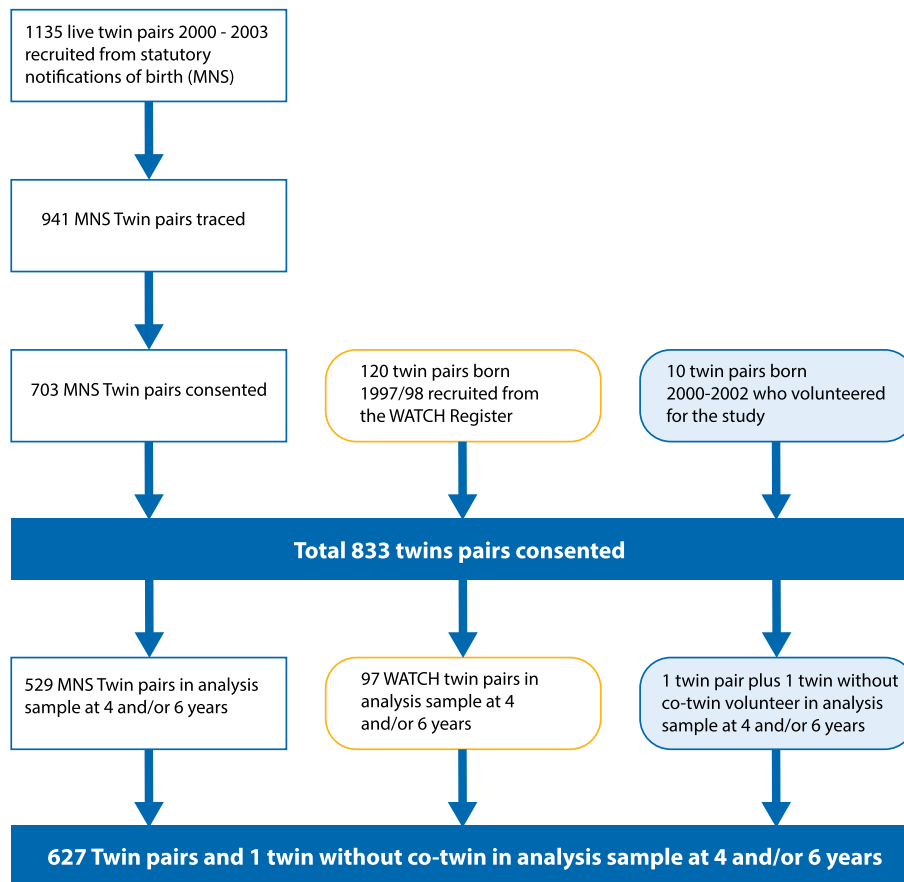 1135 live twin pairs 2000 - 2003
recruited from statutory
notifications of birth (MNS)
941 MNS Twin pairs traced
703 MNS Twin pairs consented
120 twin pairs born
1997/98 recruited from
the WATCH Register
10 twin pairs born
2000-2002 who volunteered
for the study
Total 833 twins pairs consented
529 MNS Twin pairs in analysis
sample at 4 and/or 6 years
97 WATCH twin pairs in
analysis sample at 4
and/or 6 years
1 twin pair plus 1 twin without
co-twin volunteer in analysis
sample at 4 and/or 6 years
627 Twin pairs and 1 twin without co-twin in analysis sample at 4 and/or 6 years